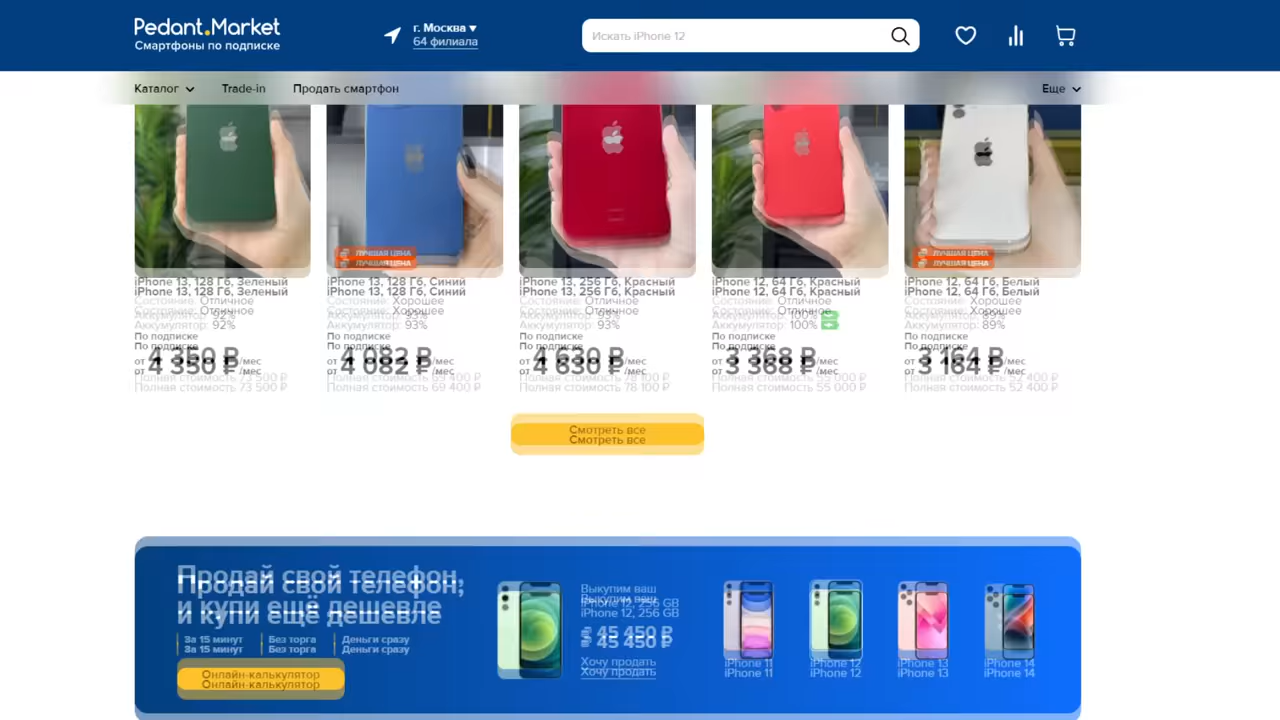 Pedant.Market
Смартфоны по подписке
г. Москва ▾
64 филиала
Искать iPhone 12
Каталог
Trade-in
Продать смартфон
Еще
ЛУЧШАЯ ЦЕНА
ЛУЧШАЯ ЦЕНА
iPhone 13, 128 Гб, Зеленый
Состояние: Отличное
Аккумулятор: 92%
По подписке
от 4 350 ₽/мес
Полная стоимость 73 500 ₽
iPhone 13, 128 Гб, Синий
Состояние: Хорошее
Аккумулятор: 93%
По подписке
от 4 082 ₽/мес
Полная стоимость 69 400 ₽
iPhone 13, 256 Гб, Красный
Состояние: Отличное
Аккумулятор: 93%
По подписке
от 4 630 ₽/мес
Полная стоимость 78 100 ₽
iPhone 12, 64 Гб, Красный
Состояние: Отличное
Аккумулятор: 100%
По подписке
от 3 368 ₽/мес
Полная стоимость 55 000 ₽
iPhone 12, 64 Гб, Белый
Состояние: Хорошее
Аккумулятор: 89%
По подписке
от 3 164 ₽/мес
Полная стоимость 52 400 ₽
Смотреть все
Продай свой телефон,
и купи ещё дешевле
За 15 минут
Без торга
Деньги сразу
Онлайн-калькулятор
Выкупим ваш
iPhone 12, 256 GB
45 450 ₽
Хочу продать
iPhone 11
iPhone 12
iPhone 13
iPhone 14